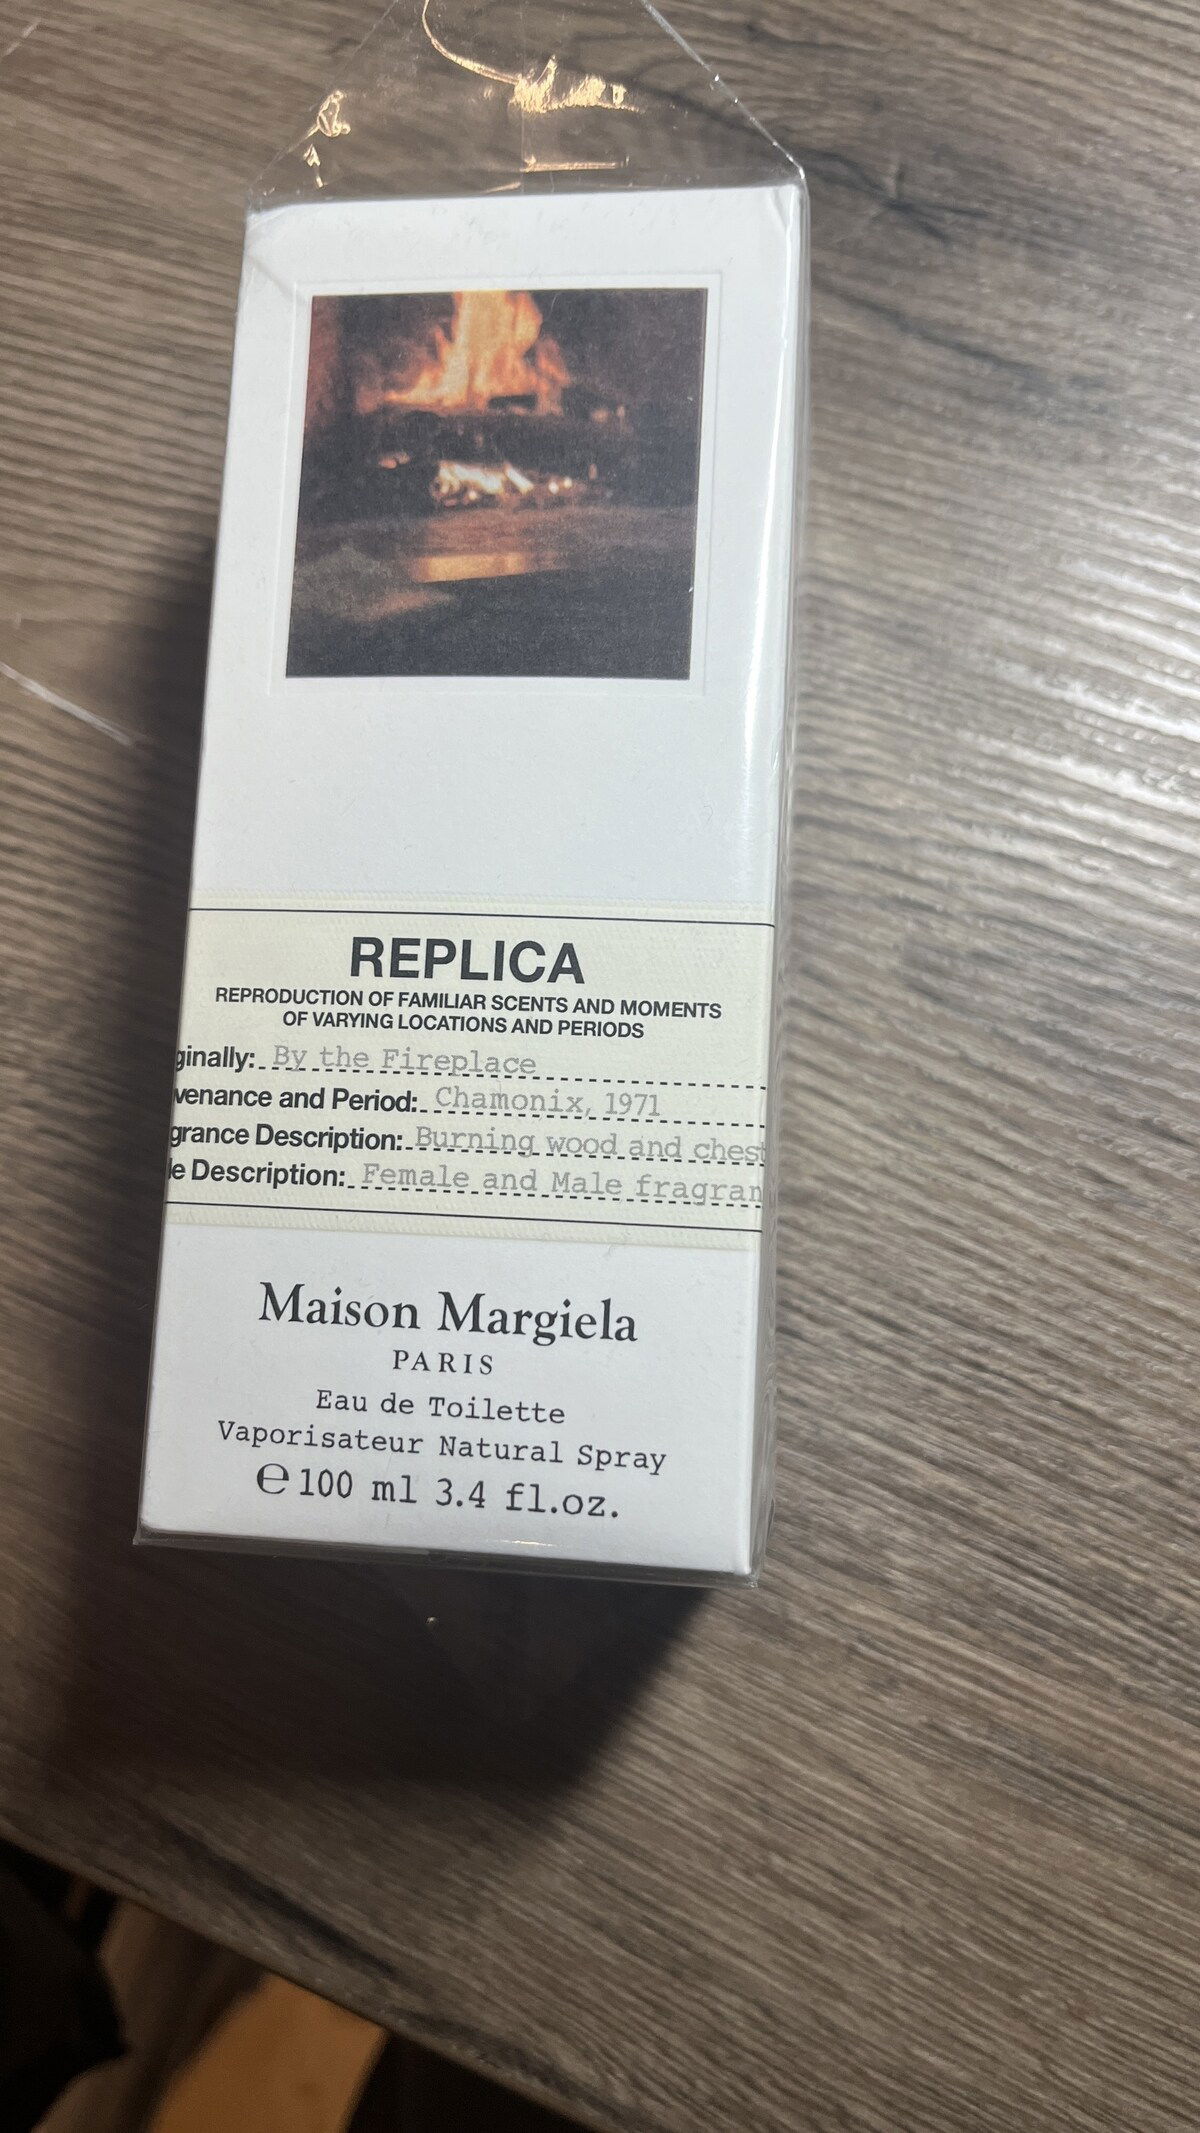 REPLICA
REPRODUCTION OF FAMILIAR SCENTS AND MOMENTS
OF VARYING LOCATIONS AND PERIODS
ginally: By the Fireplace
venance and Period: Chamonix, 1971
grance Description: Burning wood and chest
le Description: Female and Male fragran
Maison Margiela
PARIS
Eau de Toilette
Vaporisateur Natural Spray
℮ 100 ml 3.4 fl.oz.